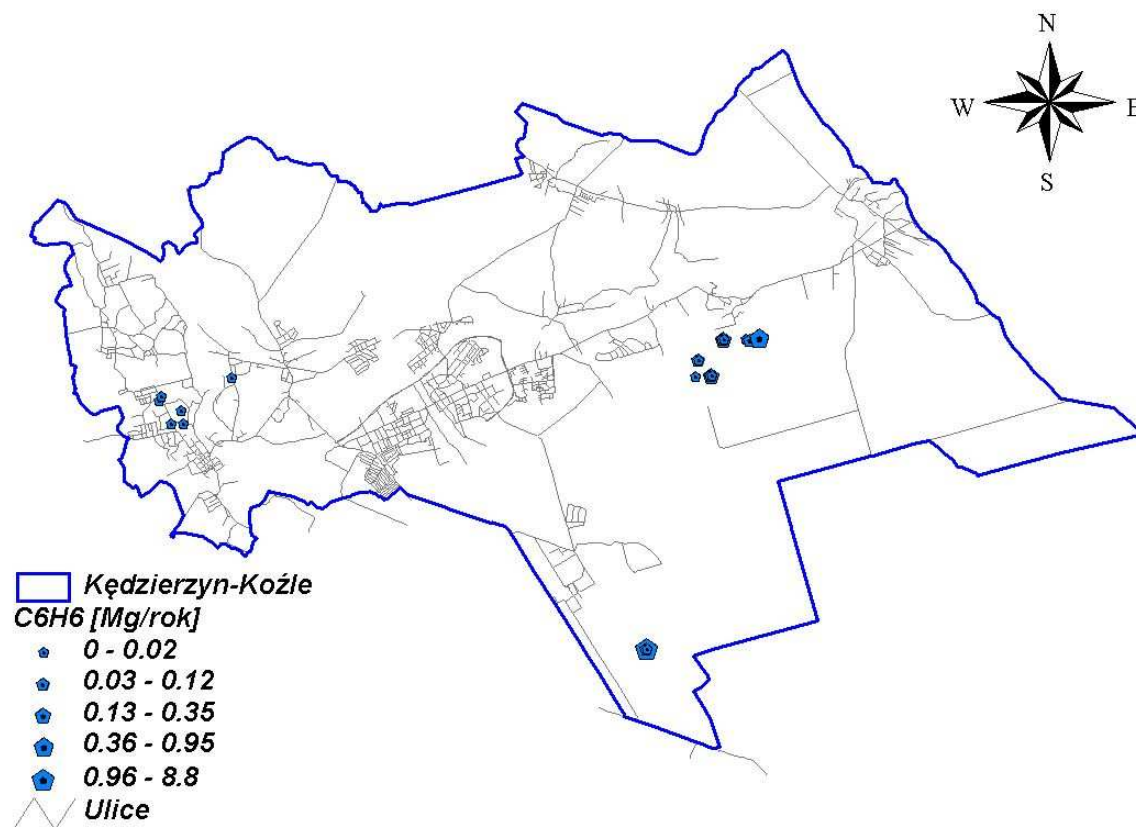 N
W E
S
Kędzierzyn-Koźle
C6H6 [Mg/rok]
0 - 0.02
0.03 - 0.12
0.13 - 0.35
0.36 - 0.95
0.96 - 8.8
Ulice